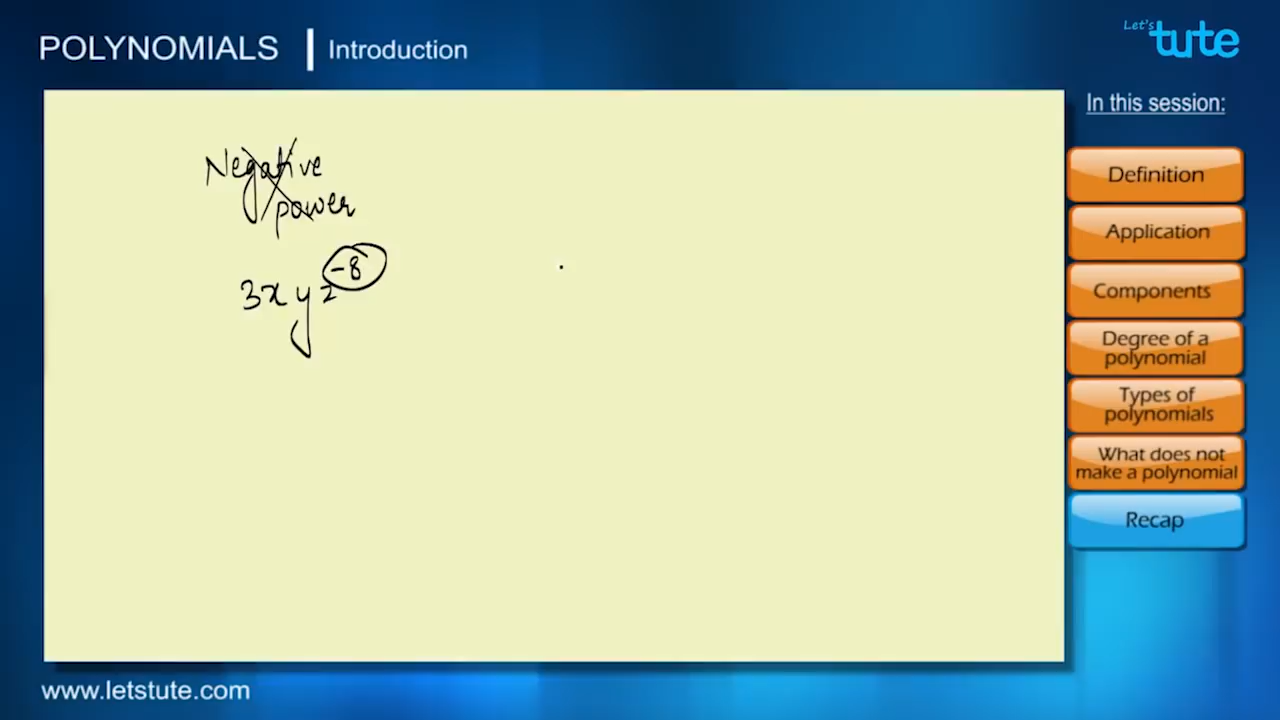 POLYNOMIALS | Introduction
Let's tute
In this session:
Negative
power
3xyz⁻⁸
Definition
Application
Components
Degree of a
polynomial
Types of
polynomials
What does not
make a polynomial
Recap
www.letstute.com